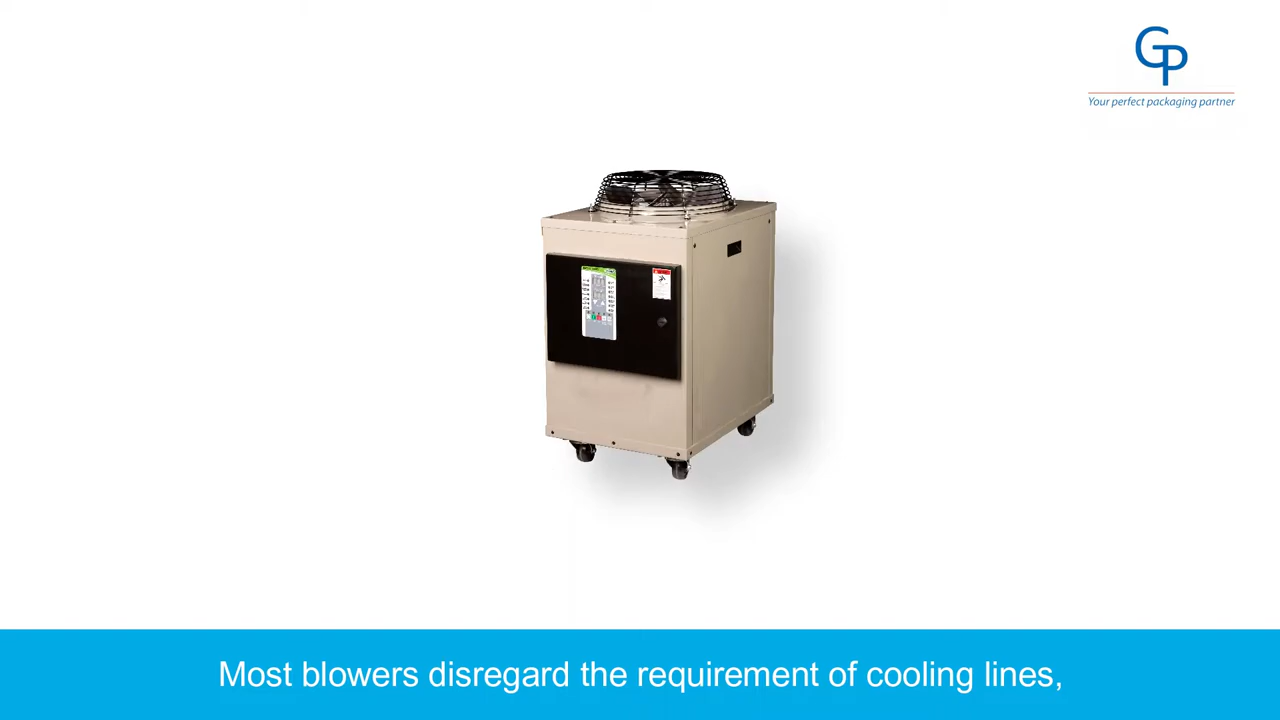 GP
Your perfect packaging partner
Most blowers disregard the requirement of cooling lines,